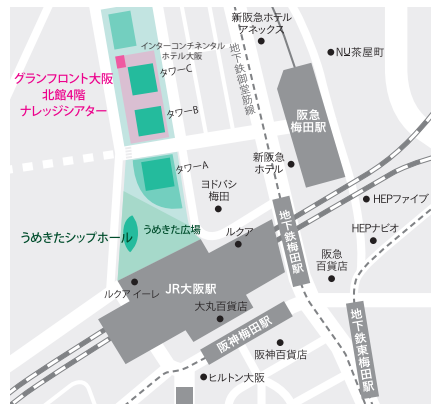 新阪急ホテル
アネックス
インターコンチネンタル
ホテル大阪
地下鉄御堂筋線
NU茶屋町
タワーC
グランフロント大阪
北館4階
ナレッジシアター
タワーB
阪急
梅田駅
タワーA
新阪急
ホテル
ヨドバシ
梅田
HEPファイブ
うめきたシップホール
うめきた広場
ルクア
地下鉄梅田駅
HEPナビオ
阪急
百貨店
ルクア イーレ
JR大阪駅
大丸百貨店
阪神梅田駅
地下鉄東梅田駅
阪神百貨店
ヒルトン大阪